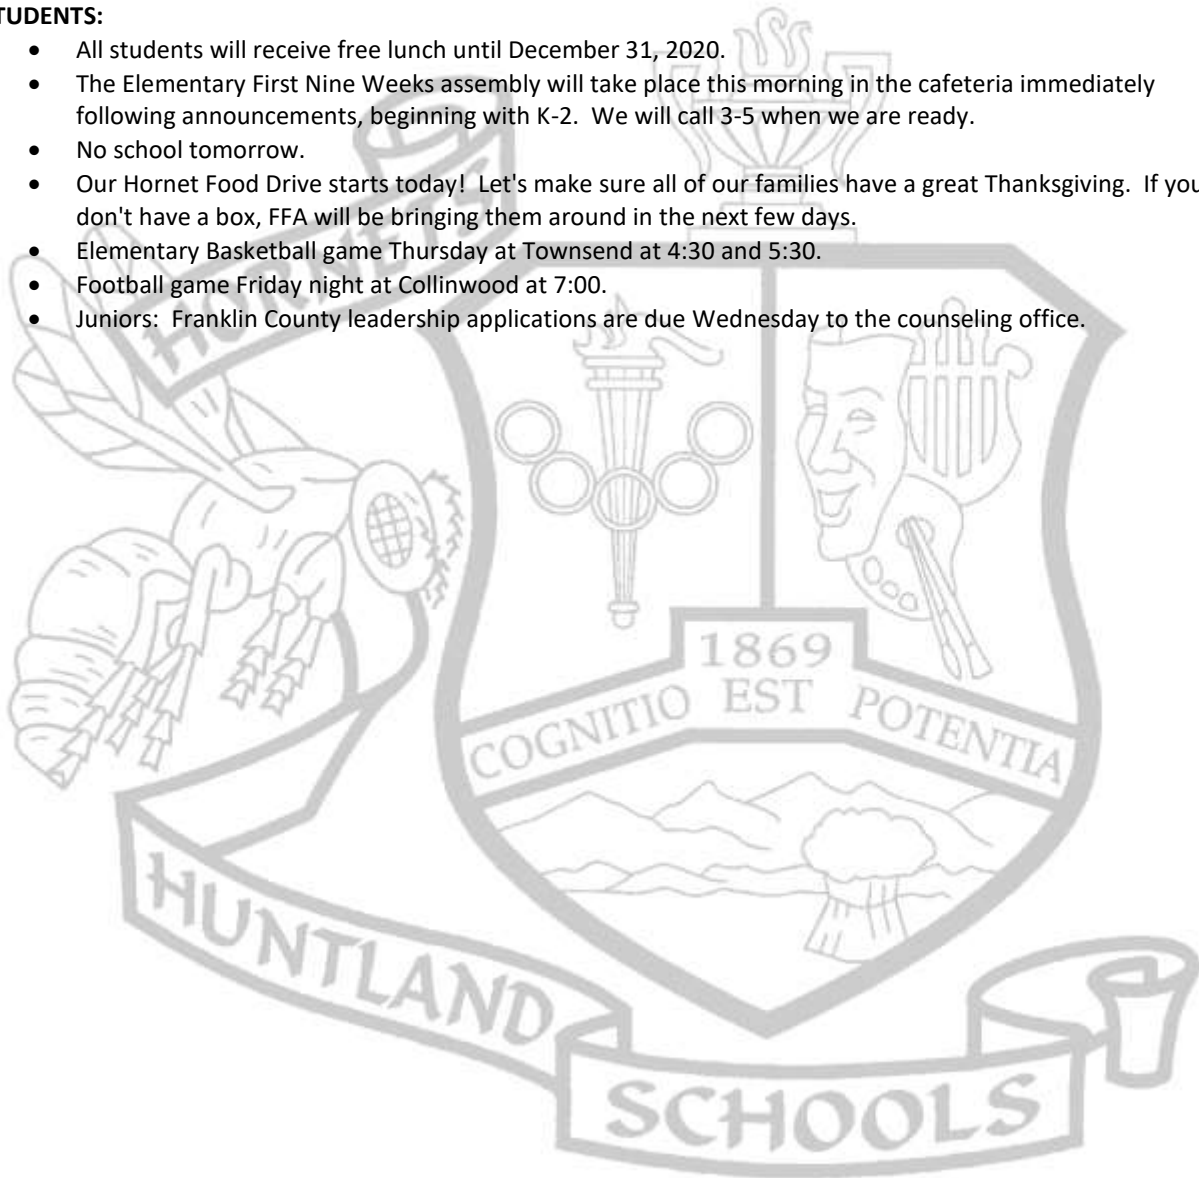 TUDENTS:
• All students will receive free lunch until December 31, 2020.
• The Elementary First Nine Weeks assembly will take place this morning in the cafeteria immediately
following announcements, beginning with K-2. We will call 3-5 when we are ready.
• No school tomorrow.
• Our Hornet Food Drive starts today! Let's make sure all of our families have a great Thanksgiving. If you
don't have a box, FFA will be bringing them around in the next few days.
• Elementary Basketball game Thursday at Townsend at 4:30 and 5:30.
• Football game Friday night at Collinwood at 7:00.
• Juniors: Franklin County leadership applications are due Wednesday to the counseling office.
HORNETS
1869
COGNITIO EST POTENTIA
HUNTLAND
SCHOOLS